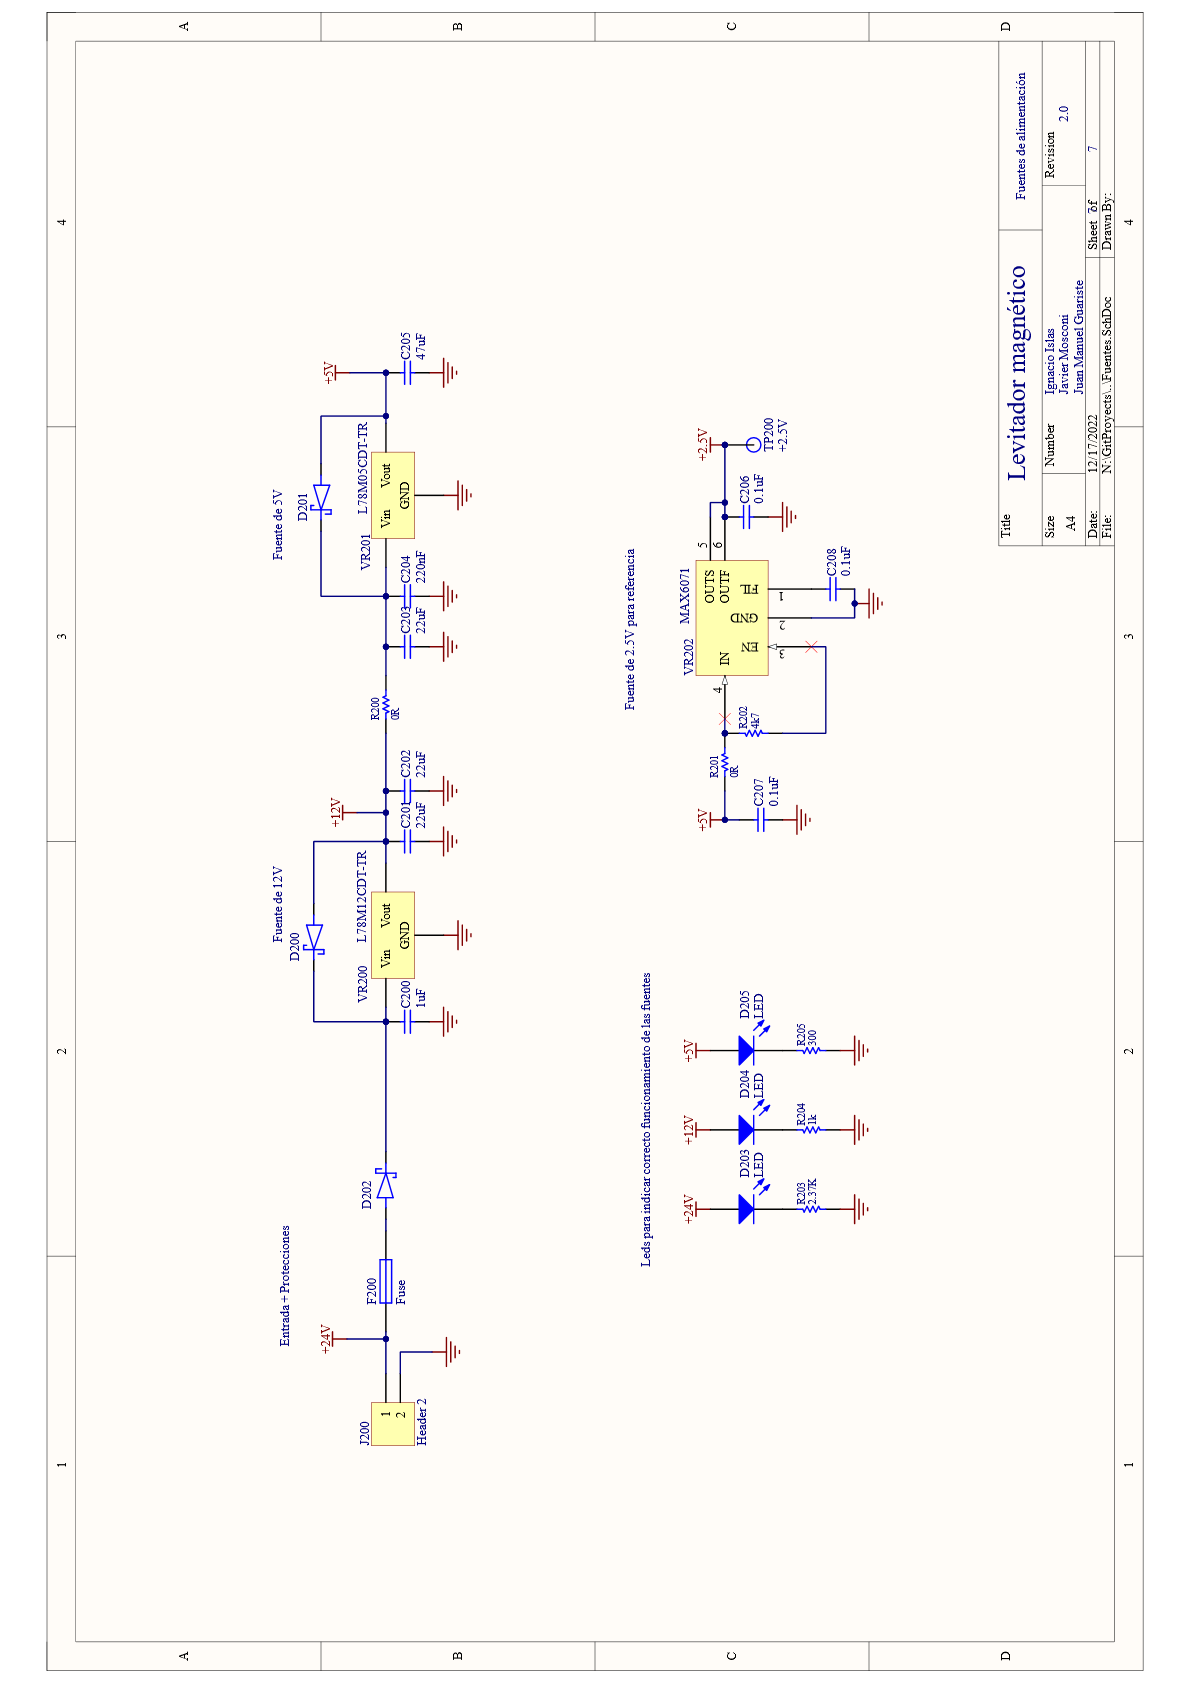 1
2
3
4
A
B
C
D
Entrada + Protecciones
+24V
J200
1
2
Header 2
F200
Fuse
D202
Fuente de 12V
D200
VR200
L78M12CDT-TR
Vin
Vout
GND
C200
1uF
+12V
C201
22uF
C202
22uF
R200
0R
Fuente de 5V
D201
VR201
L78M05CDT-TR
Vin
Vout
GND
C203
22uF
C204
220nF
+5V
C205
47uF
Leds para indicar correcto funcionamiento de las fuentes
+24V
D203
LED
R203
2.37K
+12V
D204
LED
R204
1k
+5V
D205
LED
R205
300
Fuente de 2.5V para referencia
+5V
C207
0.1uF
R201
0R
R202
4k7
VR202
MAX6071
4
IN
OUTS
OUTF
5
6
EN
GND
FIL
3
2
1
C208
0.1uF
C206
0.1uF
+2.5V
TP200
+2.5V
Title
Levitador magnético
Fuentes de alimentación
Size
A4
Number
Ignacio Islas
Javier Mosconi
Juan Manuel Guariste
Revision
2.0
Date:
12/17/2022
Sheet of
7
File:
N:\GitProyects\..\Fuentes.SchDoc
Drawn By:
1
2
3
4
A
B
C
D